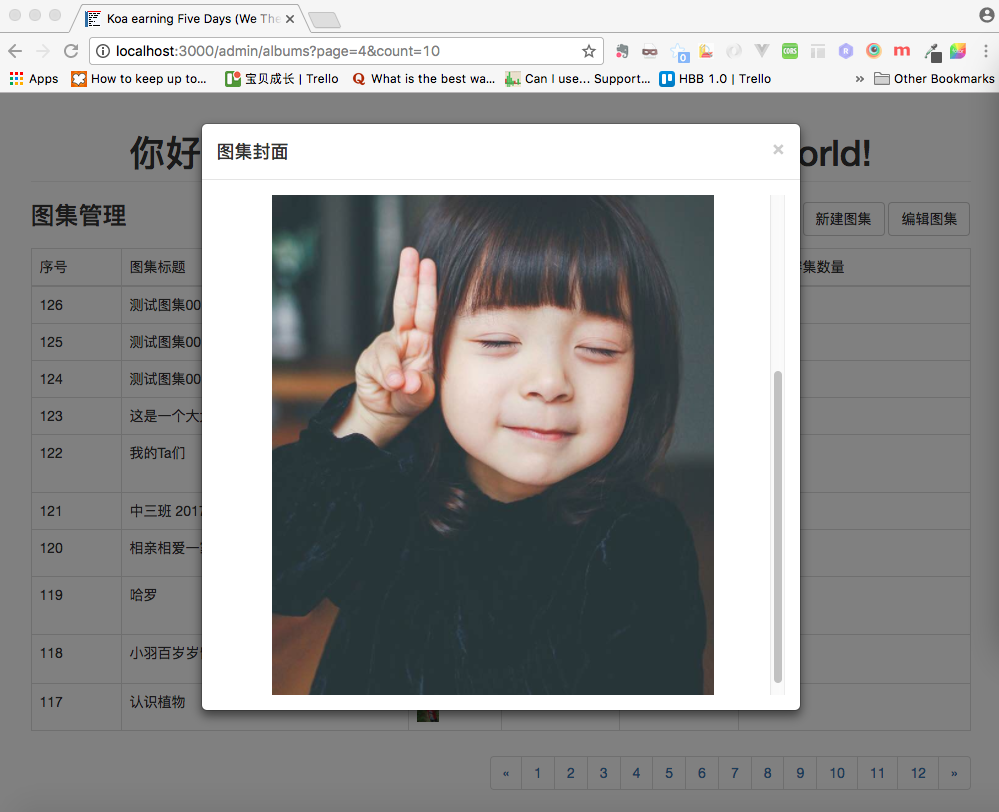 Koa earning Five Days (We The
localhost:3000/admin/albums?page=4&count=10
Apps How to keep up to... 宝贝成长 | Trello What is the best wa... Can I use... Support... HBB 1.0 | Trello » Other Bookmarks
你好 orld!
图集封面 ×
图集管理 新建图集 编辑图集
序号 图集标题 集数量
126 测试图集00
125 测试图集00
124 测试图集00
123 这是一个大
122 我的Ta们
121 中三班 2017
120 相亲相爱一
119 哈罗
118 小羽百岁岁
117 认识植物
« 1 2 3 4 5 6 7 8 9 10 11 12 »